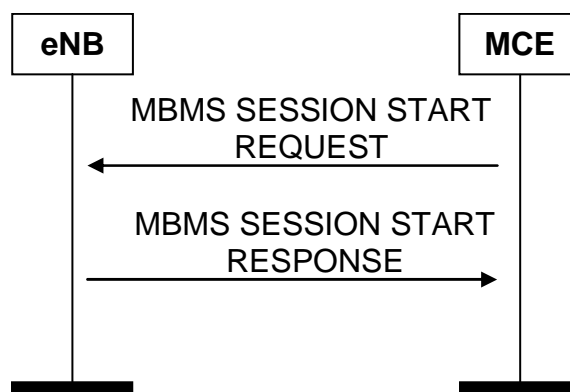 eNB
MCE
MBMS SESSION START
REQUEST
MBMS SESSION START
RESPONSE